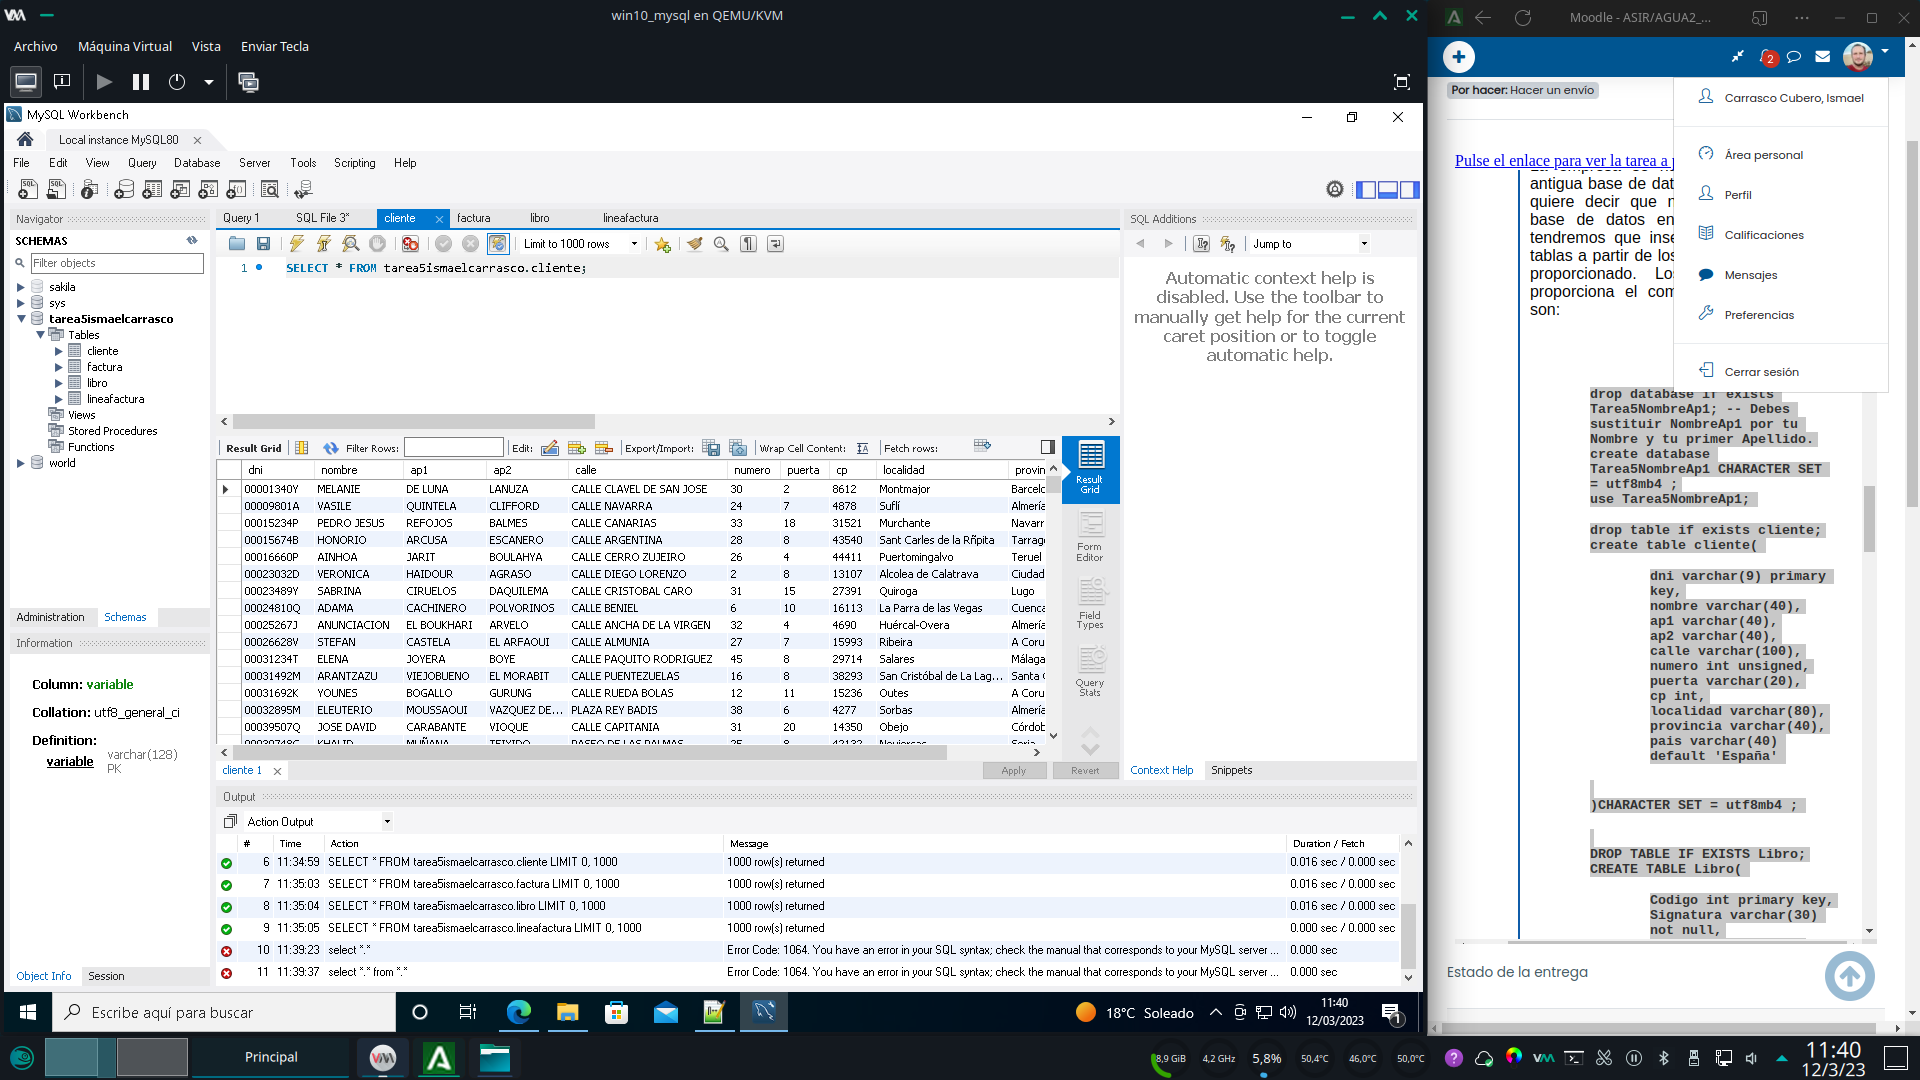 win10_mysql en QEMU/KVM
Archivo Máquina Virtual Vista Enviar Tecla
MySQL Workbench
Local instance MySQL80
File Edit View Query Database Server Tools Scripting Help
Navigator
SCHEMAS
Filter objects
sakila
sys
tarea5ismaelcarrasco
Tables
cliente
factura
libro
lineafactura
Views
Stored Procedures
Functions
world
Administration Schemas
Information
Column: variable
Collation: utf8_general_ci
Definition:
variable varchar(128)
PK
Object Info Session
Query 1 SQL File 3* cliente factura libro lineafactura
Limit to 1000 rows
1 SELECT * FROM tarea5ismaelcarrasco.cliente;
SQL Additions
Jump to
Automatic context help is
disabled. Use the toolbar to
manually get help for the current
caret position or to toggle
automatic help.
Context Help Snippets
Result Grid Filter Rows: Edit: Export/Import: Wrap Cell Content: Fetch rows:
dni nombre ap1 ap2 calle numero puerta cp localidad provin
00001340Y MELANIE DE LUNA LANUZA CALLE CLAVEL DE SAN JOSE 30 2 8612 Montmajor Barcelo
00009801A VASILE QUINTELA CLIFFORD CALLE NAVARRA 24 7 4878 Suflí Almería
00015234P PEDRO JESUS REFOJOS BALMES CALLE CANARIAS 33 18 31521 Murchante Navarr
00015674B HONORIO ARCUSA ESCANERO CALLE ARGENTINA 28 8 43540 Sant Carles de la Rñpita Tarrag
00016660P AINHOA JARIT BOULAHYA CALLE CERRO ZUJEIRO 26 4 44411 Puertomingalvo Teruel
00023032D VERONICA HAIDOUR AGRASO CALLE DIEGO LORENZO 2 8 13107 Alcolea de Calatrava Ciudad
00023489Y SABRINA CIRUELOS DAQUILEMA CALLE CRISTOBAL CARO 31 15 27391 Quiroga Lugo
00024810Q ADAMA CACHINERO POLVORINOS CALLE BENIEL 6 10 16113 La Parra de las Vegas Cuenca
00025267J ANUNCIACION EL BOUKHARI ARVELO CALLE ANCHA DE LA VIRGEN 32 4 4690 Huércal-Overa Almería
00026628V STEFAN CASTELA EL ARFAOUI CALLE ALMUNIA 27 7 15993 Ribeira A Coru
00031234T ELENA JOYERA BOYE CALLE PAQUITO RODRIGUEZ 45 8 29714 Salares Málaga
00031492M ARANTZAZU VIEJOBUENO EL MORABIT CALLE PUENTEZUELAS 16 8 38293 San Cristóbal de La Lag... Santa
00031692K YOUNES BOGALLO GURUNG CALLE RUEDA BOLAS 12 11 15236 Outes A Coru
00032895M ELEUTERIO MOUSSAOUI VAZQUEZ DE... PLAZA REY BADIS 38 6 4277 Sorbas Almería
00039507Q JOSE DAVID CARABANTE VIOQUE CALLE CAPITANIA 31 20 14350 Obejo Córdob
00039748C KHALID MUÑANA TEIXIDO PASEO DE LAS PALMAS 25 8 42132 Soria
Result
Grid
Form
Editor
Field
Types
Query
Stats
cliente 1 Apply Revert
Output
Action Output
# Time Action Message Duration / Fetch
6 11:34:59 SELECT * FROM tarea5ismaelcarrasco.cliente LIMIT 0, 1000 1000 row(s) returned 0.016 sec / 0.000 sec
7 11:35:03 SELECT * FROM tarea5ismaelcarrasco.factura LIMIT 0, 1000 1000 row(s) returned 0.016 sec / 0.000 sec
8 11:35:04 SELECT * FROM tarea5ismaelcarrasco.libro LIMIT 0, 1000 1000 row(s) returned 0.016 sec / 0.000 sec
9 11:35:05 SELECT * FROM tarea5ismaelcarrasco.lineafactura LIMIT 0, 1000 1000 row(s) returned 0.000 sec / 0.000 sec
10 11:39:23 select *.* Error Code: 1064. You have an error in your SQL syntax; check the manual that corresponds to your MySQL server ... 0.000 sec
11 11:39:37 select *.* from *.* Error Code: 1064. You have an error in your SQL syntax; check the manual that corresponds to your MySQL server ... 0.000 sec
Escribe aquí para buscar
18°C Soleado
11:40
12/03/2023
1
Moodle - ASIR/AGUA2_...
2
Por hacer: Hacer un envío
Carrasco Cubero, Ismael
Área personal
Perfil
Calificaciones
Mensajes
Preferencias
Cerrar sesión
Pulse el enlace para ver la tarea a
antigua base de dat
quiere decir que n
base de datos en
tendremos que inse
tablas a partir de los
proporcionado. Lo
proporciona el com
son:
drop database if exists
Tarea5NombreAp1; -- Debes
sustituir NombreAp1 por tu
Nombre y tu primer Apellido.
create database
Tarea5NombreAp1 CHARACTER SET
= utf8mb4 ;
use Tarea5NombreAp1;
drop table if exists cliente;
create table cliente(
dni varchar(9) primary
key,
nombre varchar(40),
ap1 varchar(40),
ap2 varchar(40),
calle varchar(100),
numero int unsigned,
puerta varchar(20),
cp int,
localidad varchar(80),
provincia varchar(40),
pais varchar(40)
default 'España'
)CHARACTER SET = utf8mb4 ;
DROP TABLE IF EXISTS Libro;
CREATE TABLE Libro(
Codigo int primary key,
Signatura varchar(30)
not null,
Estado de la entrega
Principal
8,9 GiB 4,2 GHz 5,8% 50,4°C 46,0°C 50,0°C
11:40
12/3/23